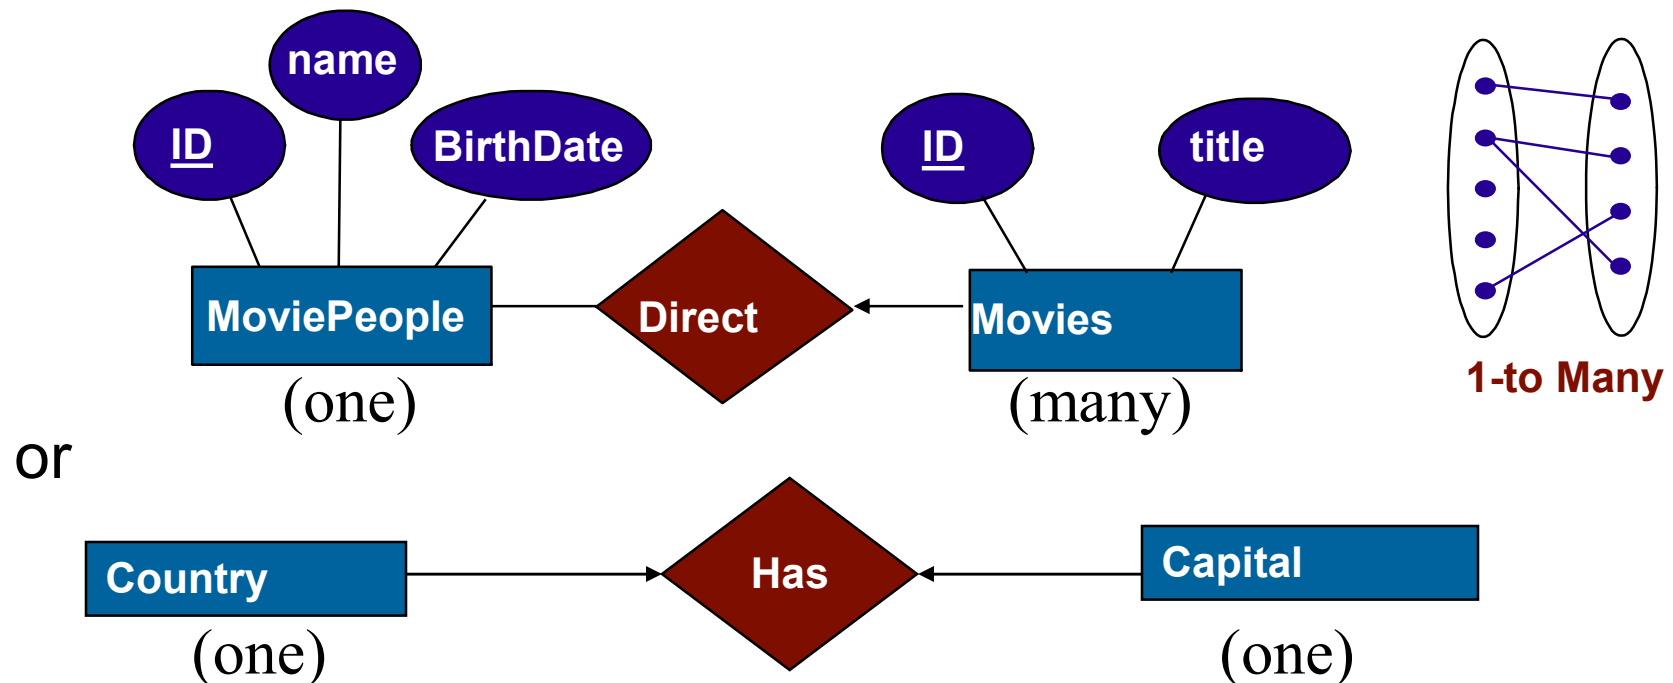 name
ID
BirthDate
ID
title
MoviePeople
Direct
Movies
(one)
(many)
1-to Many
or
Country
Has
Capital
(one)
(one)